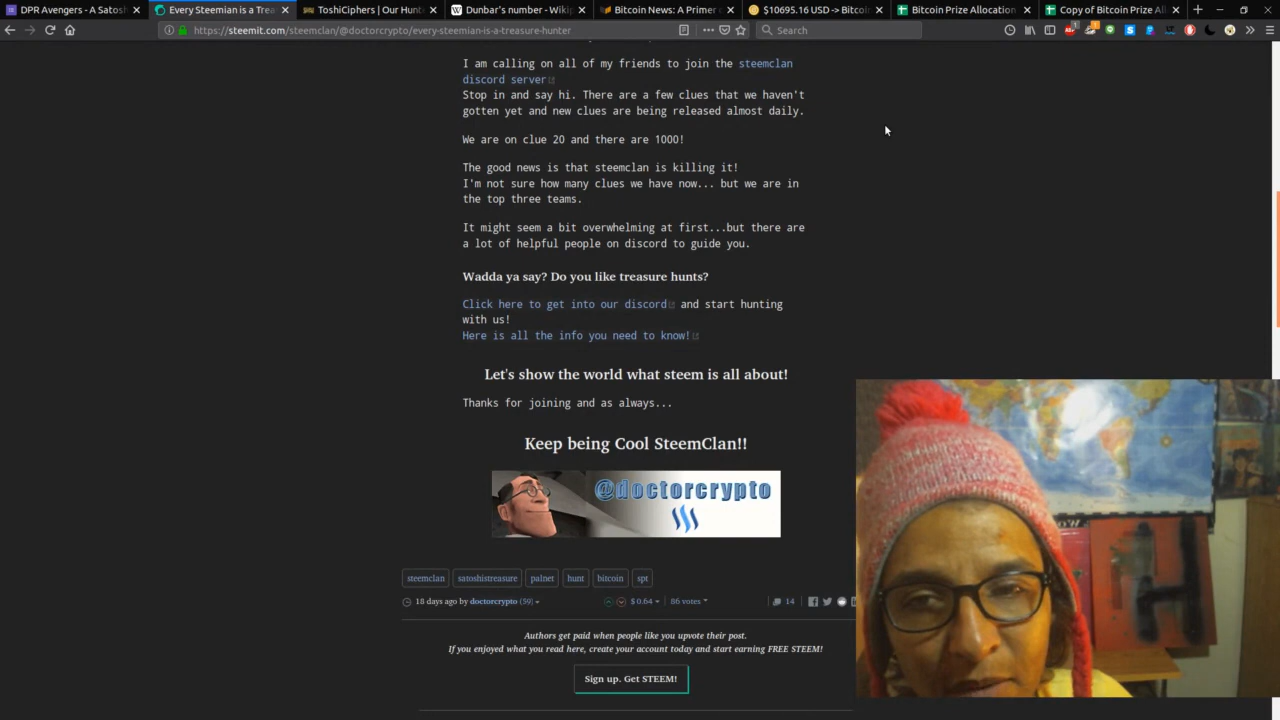 DPR Avengers - A Satosh
Every Steemian is a Trea
ToshiCiphers | Our Hunt
Dunbar's number - Wikip
Bitcoin News: A Primer o
$10695.16 USD -> Bitcoi
Bitcoin Prize Allocation
Copy of Bitcoin Prize All
https://steemit.com/steemclan/@doctorcrypto/every-steemian-is-a-treasure-hunter
Search
I am calling on all of my friends to join the steemclan
discord server
Stop in and say hi. There are a few clues that we haven't
gotten yet and new clues are being released almost daily.
We are on clue 20 and there are 1000!
The good news is that steemclan is killing it!
I'm not sure how many clues we have now... but we are in
the top three teams.
It might seem a bit overwhelming at first...but there are
a lot of helpful people on discord to guide you.
Wadda ya say? Do you like treasure hunts?
Click here to get into our discord and start hunting
with us!
Here is all the info you need to know!
Let's show the world what steem is all about!
Thanks for joining and as always...
Keep being Cool SteemClan!!
@doctorcrypto
steemclan satoshistreasure palnet hunt bitcoin spt
18 days ago by doctorcrypto (59) $ 0.64 86 votes 14
Authors get paid when people like you upvote their post.
If you enjoyed what you read here, create your account today and start earning FREE STEEM!
Sign up. Get STEEM!